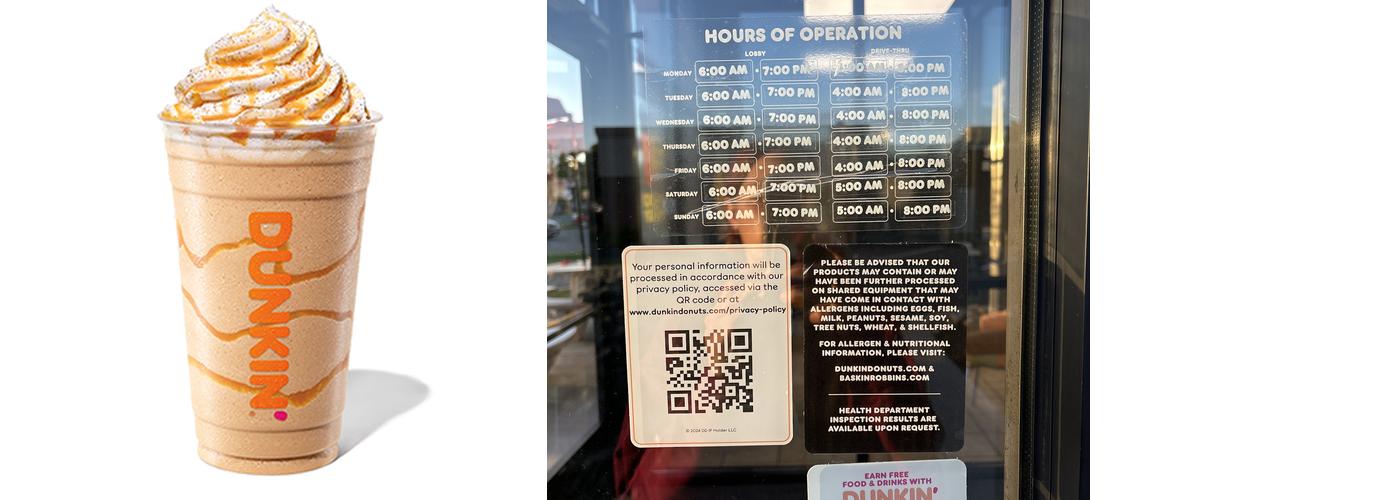 DUNKIN'
HOURS OF OPERATION
LOBBY DRIVE-THRU
MONDAY 6:00 AM • 7:00 PM 4:00 AM • 8:00 PM
TUESDAY 6:00 AM • 7:00 PM 4:00 AM • 8:00 PM
WEDNESDAY 6:00 AM • 7:00 PM 4:00 AM • 8:00 PM
THURSDAY 6:00 AM • 7:00 PM 4:00 AM • 8:00 PM
FRIDAY 6:00 AM • 7:00 PM 4:00 AM • 8:00 PM
SATURDAY 6:00 AM • 7:00 PM 5:00 AM • 8:00 PM
SUNDAY 6:00 AM • 7:00 PM 5:00 AM • 8:00 PM
Your personal information will be
processed in accordance with our
privacy policy, accessed via the
QR code or at
www.dunkindonuts.com/privacy-policy
© 2024 DD IP Holder LLC
PLEASE BE ADVISED THAT OUR
PRODUCTS MAY CONTAIN OR MAY
HAVE BEEN FURTHER PROCESSED
ON SHARED EQUIPMENT THAT MAY
HAVE COME IN CONTACT WITH
ALLERGENS INCLUDING EGGS, FISH,
MILK, PEANUTS, SESAME, SOY,
TREE NUTS, WHEAT, & SHELLFISH.
FOR ALLERGEN & NUTRITIONAL
INFORMATION, PLEASE VISIT:
DUNKINDONUTS.COM &
BASKINROBBINS.COM
HEALTH DEPARTMENT
INSPECTION RESULTS ARE
AVAILABLE UPON REQUEST.
EARN FREE
FOOD & DRINKS WITH
DUNKIN'